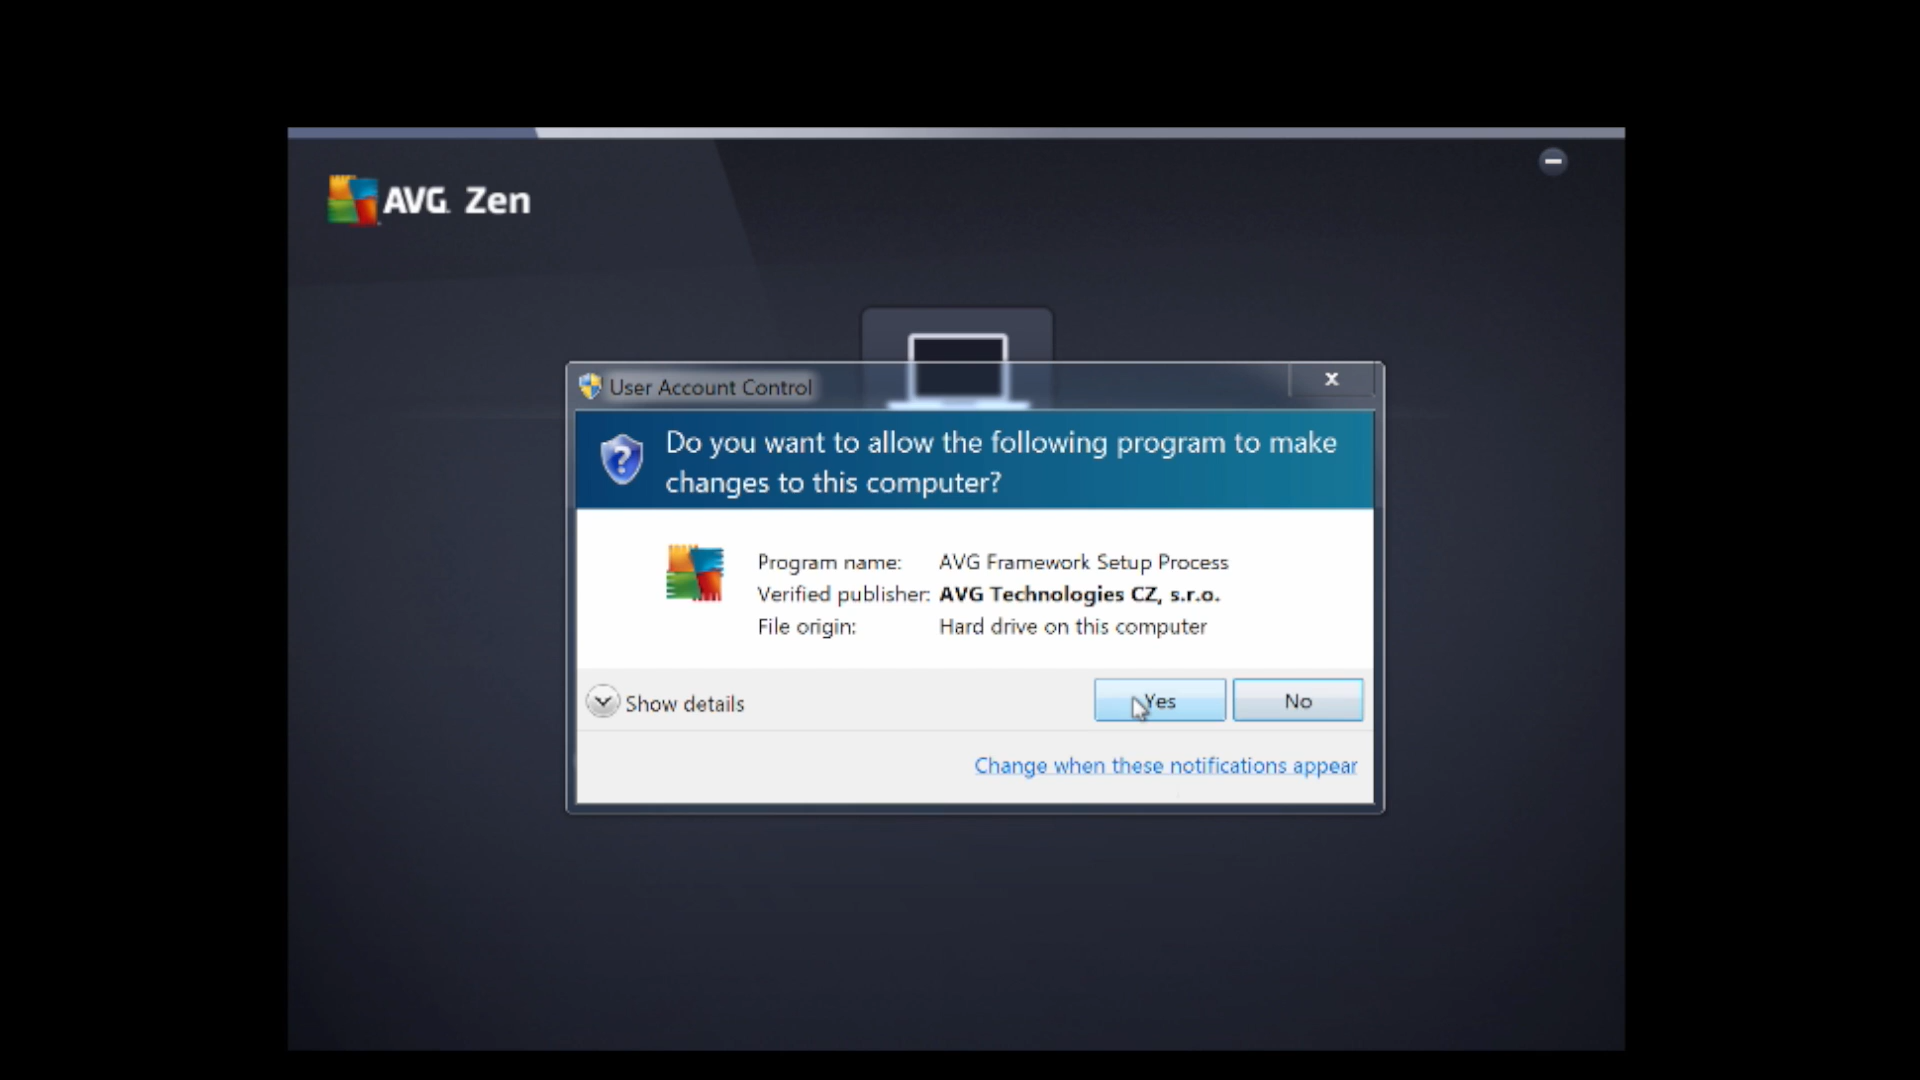 AVG. Zen
User Account Control
x
Do you want to allow the following program to make
changes to this computer?
Program name: AVG Framework Setup Process
Verified publisher: AVG Technologies CZ, s.r.o.
File origin: Hard drive on this computer
Show details
Yes No
Change when these notifications appear